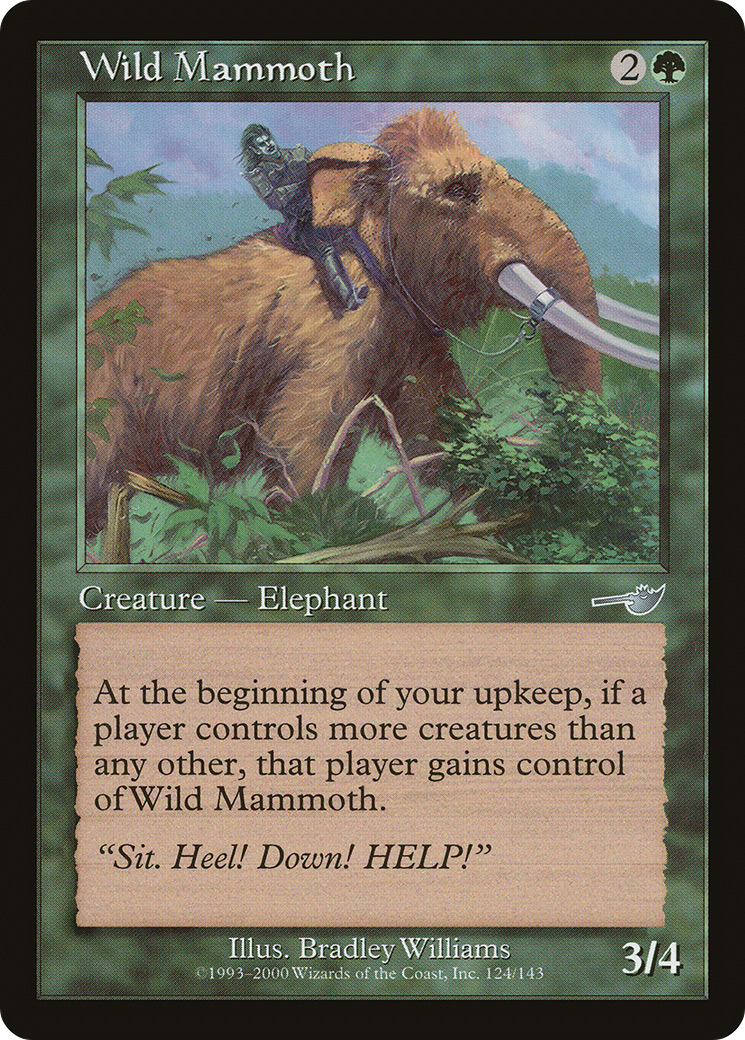 Wild Mammoth 2
Creature — Elephant
At the beginning of your upkeep, if a
player controls more creatures than
any other, that player gains control
of Wild Mammoth.
“Sit. Heel! Down! HELP!”
Illus. Bradley Williams
©1993–2000 Wizards of the Coast, Inc. 124/143
3/4